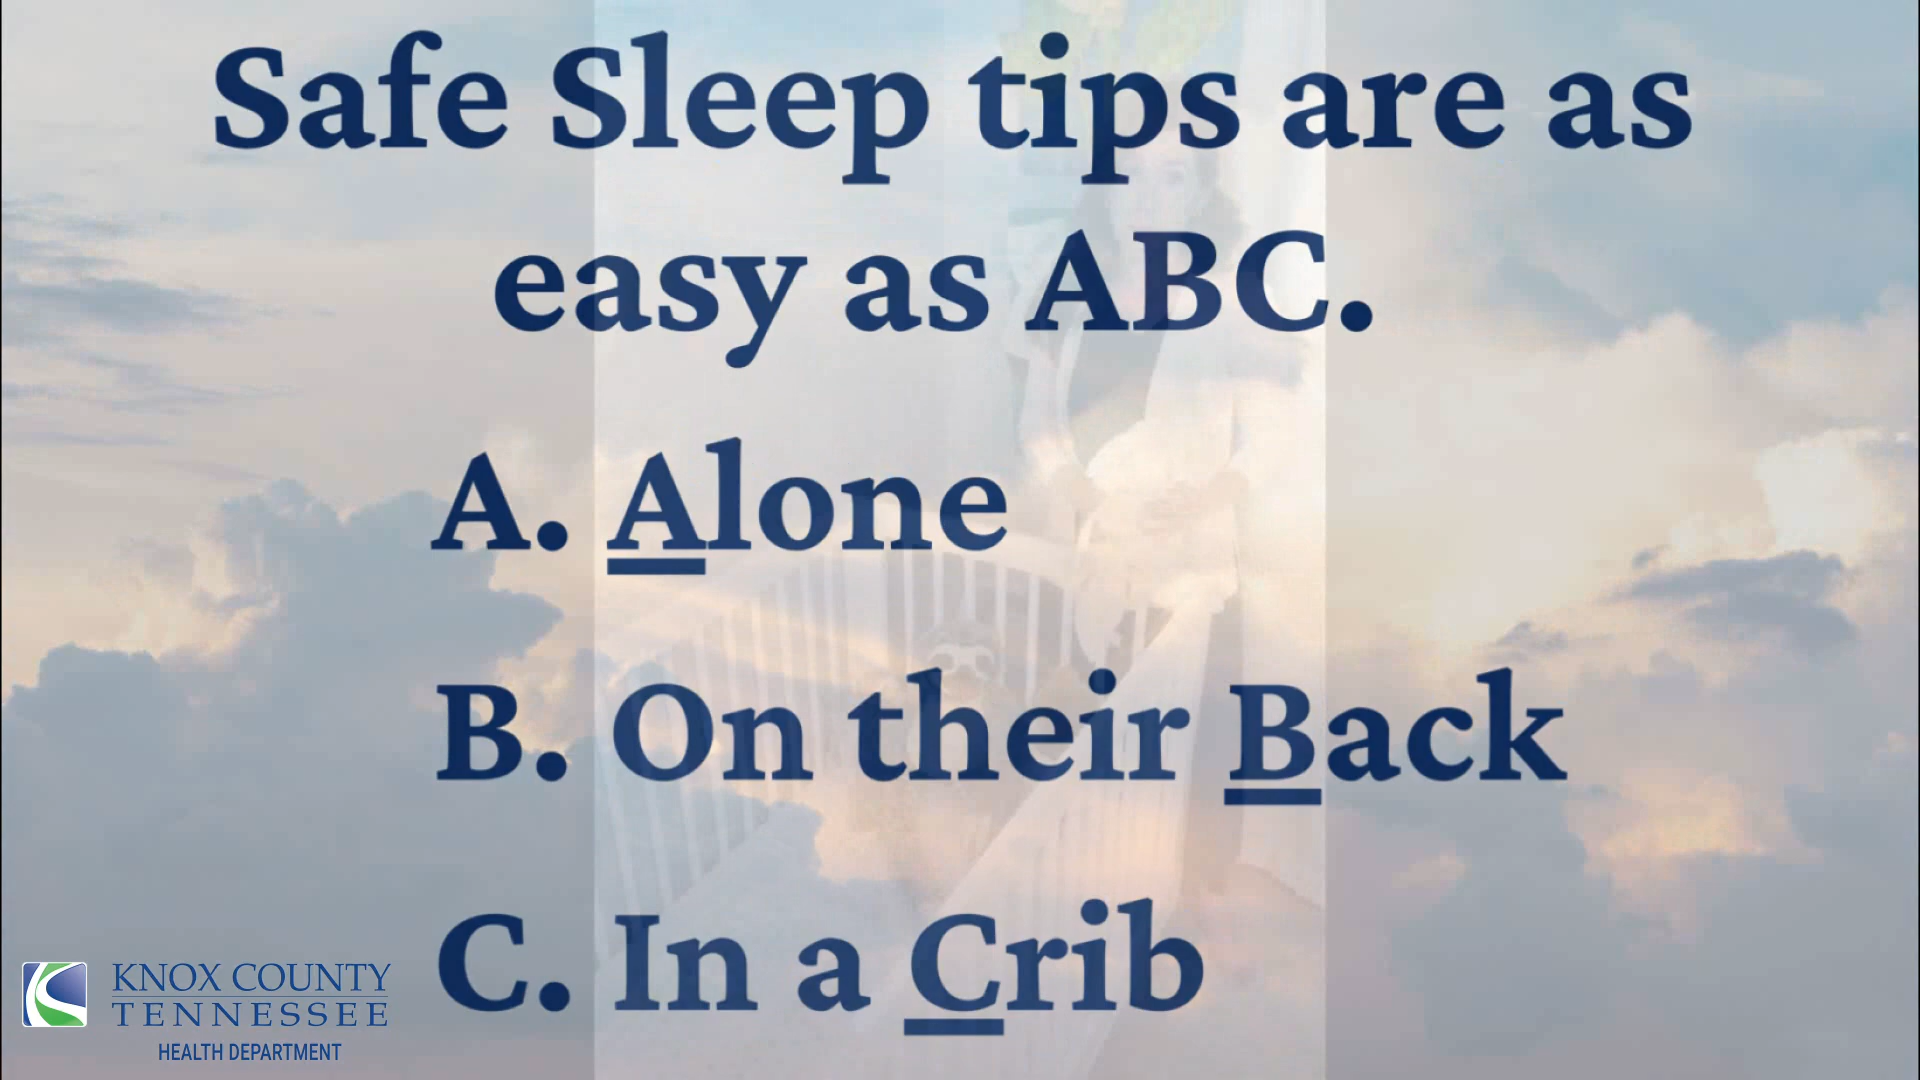 Safe Sleep tips are as
easy as ABC.
A. Alone
B. On their Back
C. In a Crib
KNOX COUNTY
TENNESSEE
HEALTH DEPARTMENT